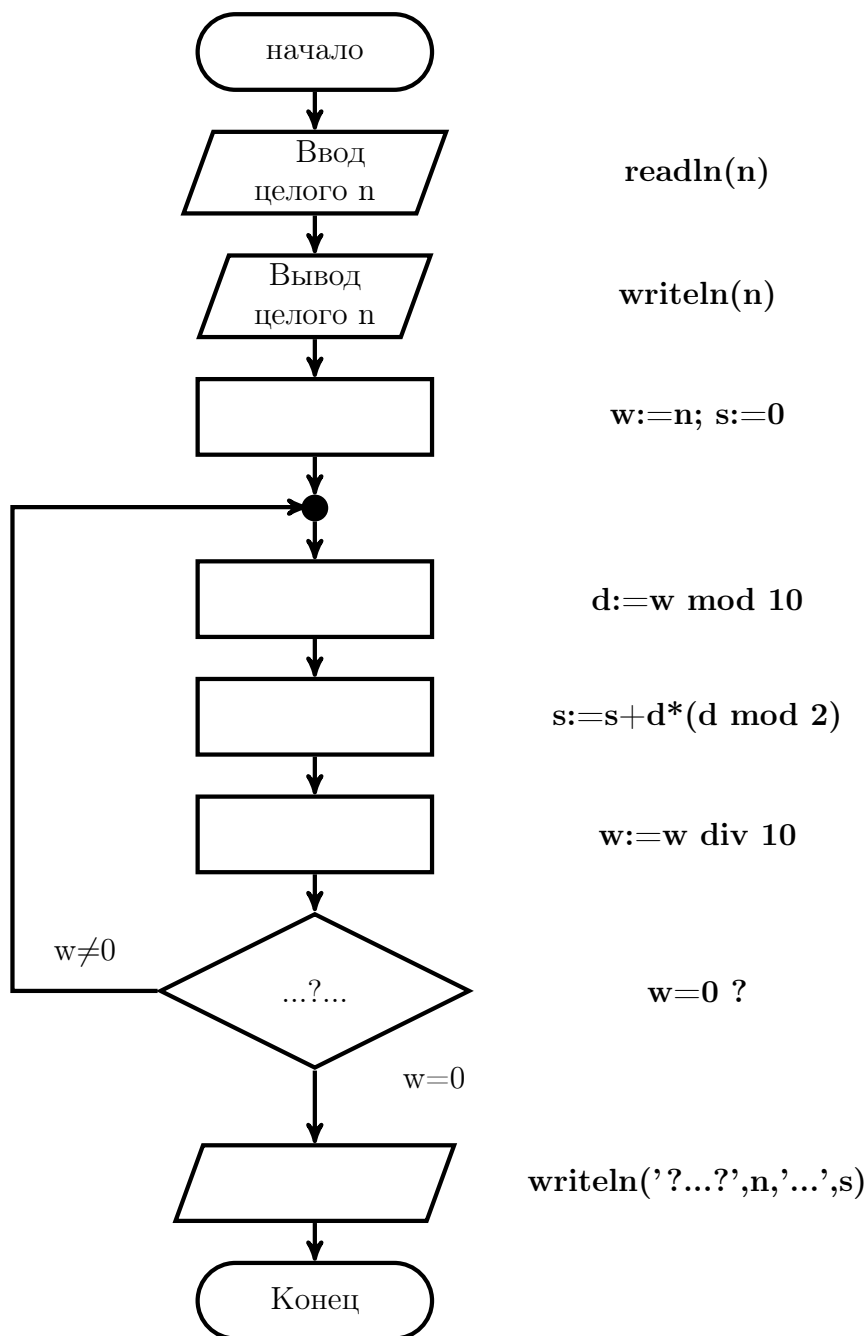 начало
Ввод
целого n
readln(n)
Вывод
целого n
writeln(n)
w:=n; s:=0
d:=w mod 10
s:=s+d*(d mod 2)
w:=w div 10
w≠0
...?...
w=0 ?
w=0
writeln('?...?',n,'...',s)
Конец